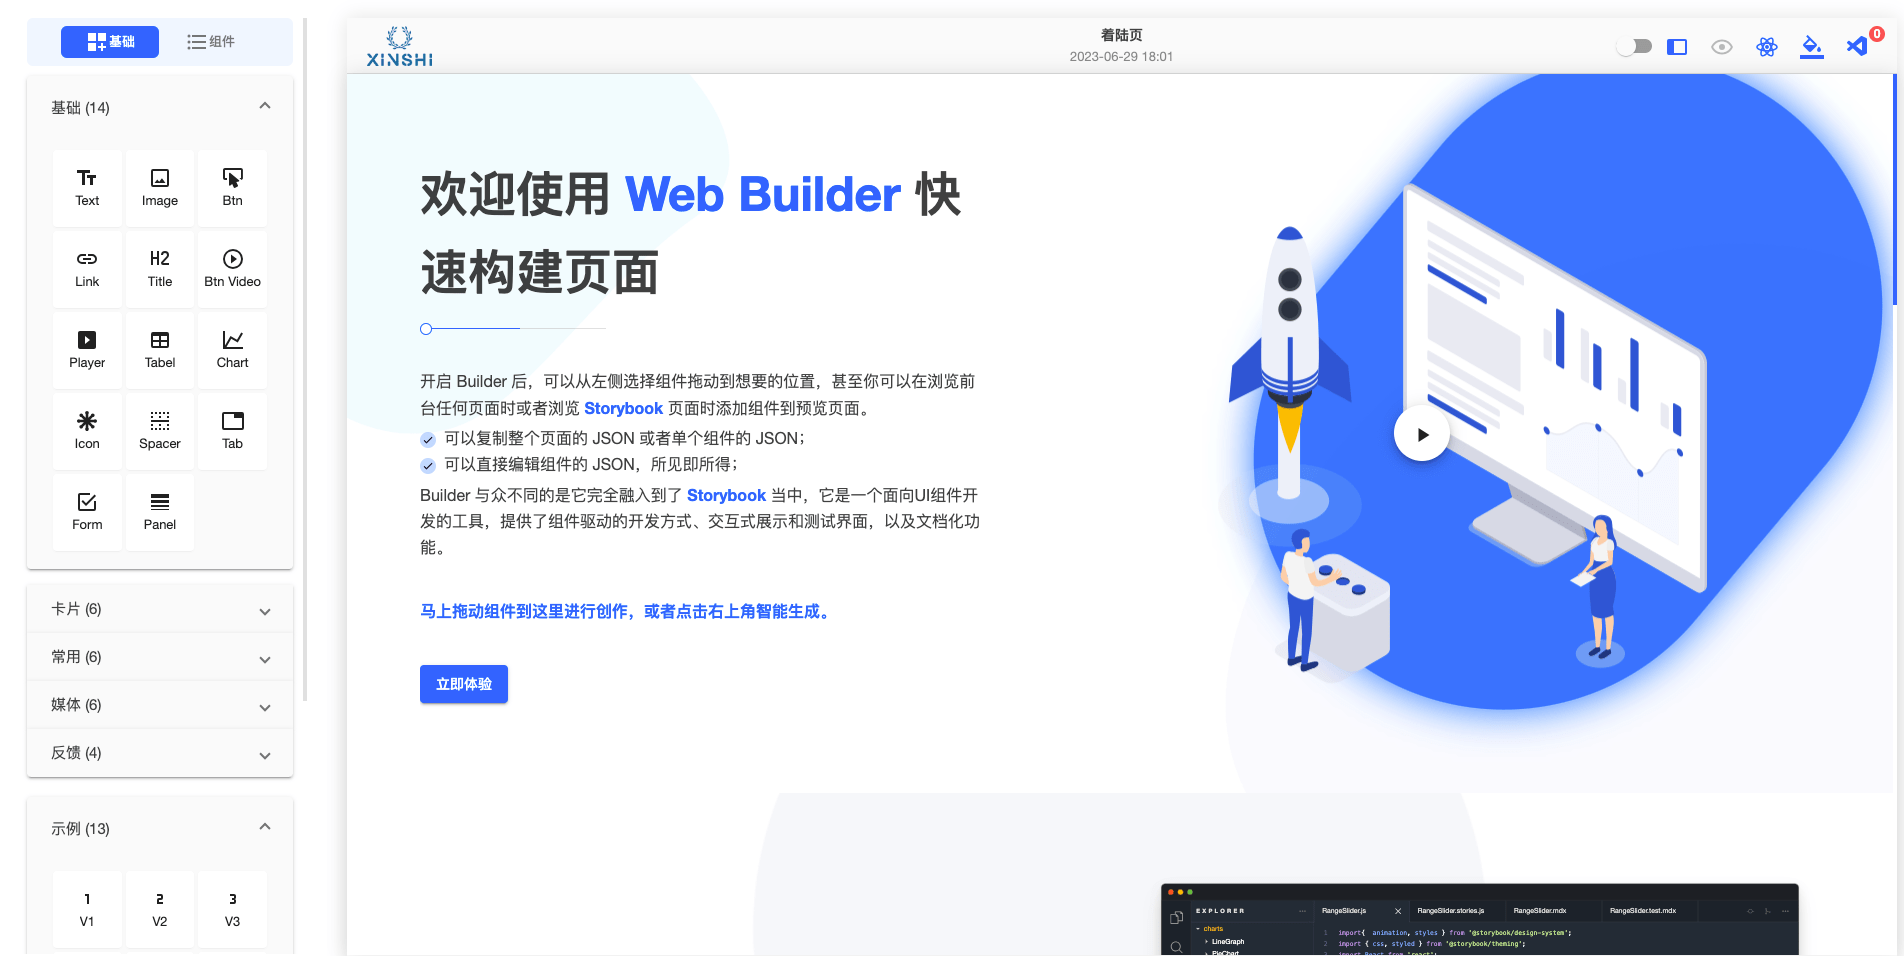 基础
组件
基础 (14)
Text
Image
Btn
Link
H2
Title
Btn Video
Player
Tabel
Chart
Icon
Spacer
Tab
Form
Panel
卡片 (6)
常用 (6)
媒体 (6)
反馈 (4)
示例 (13)
1
V1
2
V2
3
V3
XINSHI
着陆页
2023-06-29 18:01
0
欢迎使用 Web Builder 快
速构建页面
开启 Builder 后，可以从左侧选择组件拖动到想要的位置，甚至你可以在浏览前
台任何页面时或者浏览 Storybook 页面时添加组件到预览页面。
可以复制整个页面的 JSON 或者单个组件的 JSON；
可以直接编辑组件的 JSON，所见即所得；
Builder 与众不同的是它完全融入到了 Storybook 当中，它是一个面向UI组件开
发的工具，提供了组件驱动的开发方式、交互式展示和测试界面，以及文档化功
能。
马上拖动组件到这里进行创作，或者点击右上角智能生成。
立即体验
EXPLORER
RangeSlider.js
RangeSlider.stories.js
RangeSlider.mdx
RangeSlider.test.mdx
charts
LineGraph
PieChart
1 import{ animation, styles } from '@storybook/design-system';
2 import { css, styled } from '@storybook/theming';
import React from 'react';